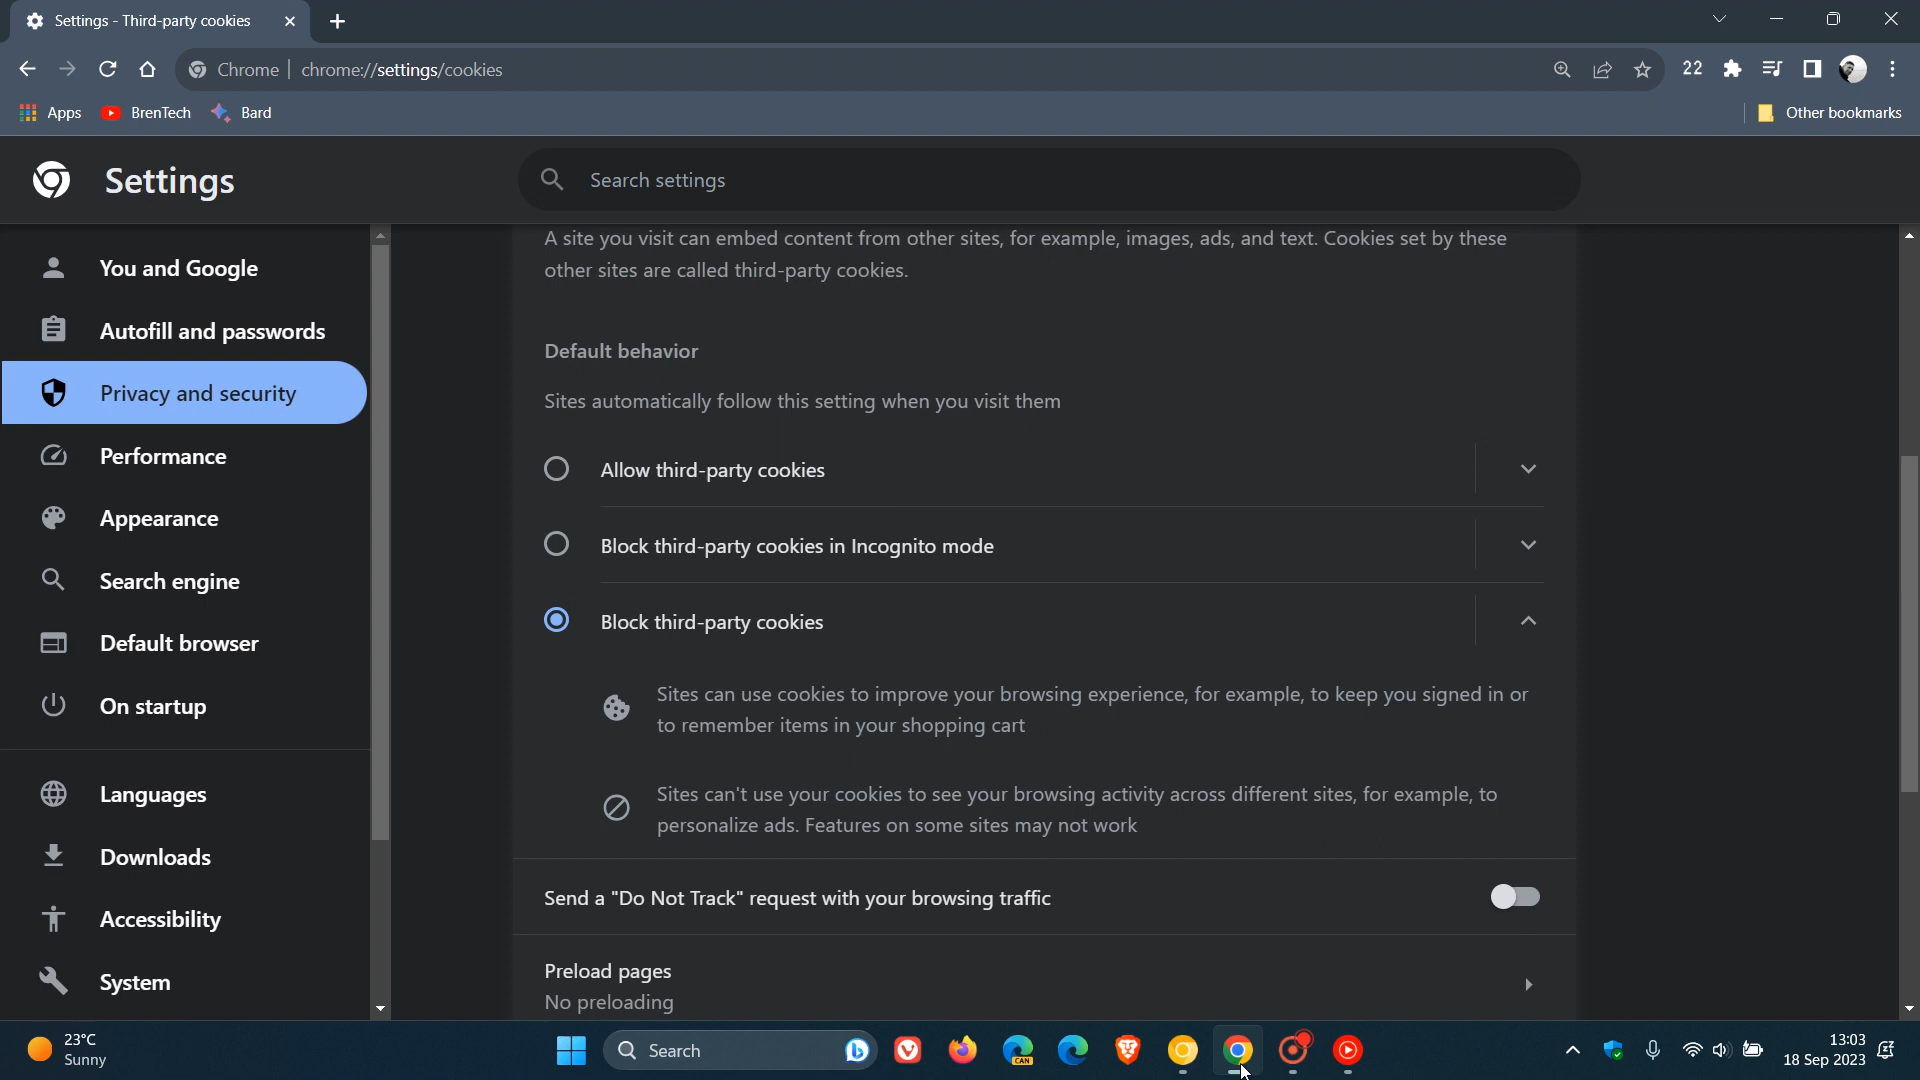 Settings - Third-party cookies
Chrome | chrome://settings/cookies
22
Apps
BrenTech
Bard
Other bookmarks
Settings
Search settings
You and Google
Autofill and passwords
Privacy and security
Performance
Appearance
Search engine
Default browser
On startup
Languages
Downloads
Accessibility
System
A site you visit can embed content from other sites, for example, images, ads, and text. Cookies set by these
other sites are called third-party cookies.
Default behavior
Sites automatically follow this setting when you visit them
Allow third-party cookies
Block third-party cookies in Incognito mode
Block third-party cookies
Sites can use cookies to improve your browsing experience, for example, to keep you signed in or
to remember items in your shopping cart
Sites can't use your cookies to see your browsing activity across different sites, for example, to
personalize ads. Features on some sites may not work
Send a "Do Not Track" request with your browsing traffic
Preload pages
No preloading
23°C
Sunny
Search
CAN
13:03
18 Sep 2023